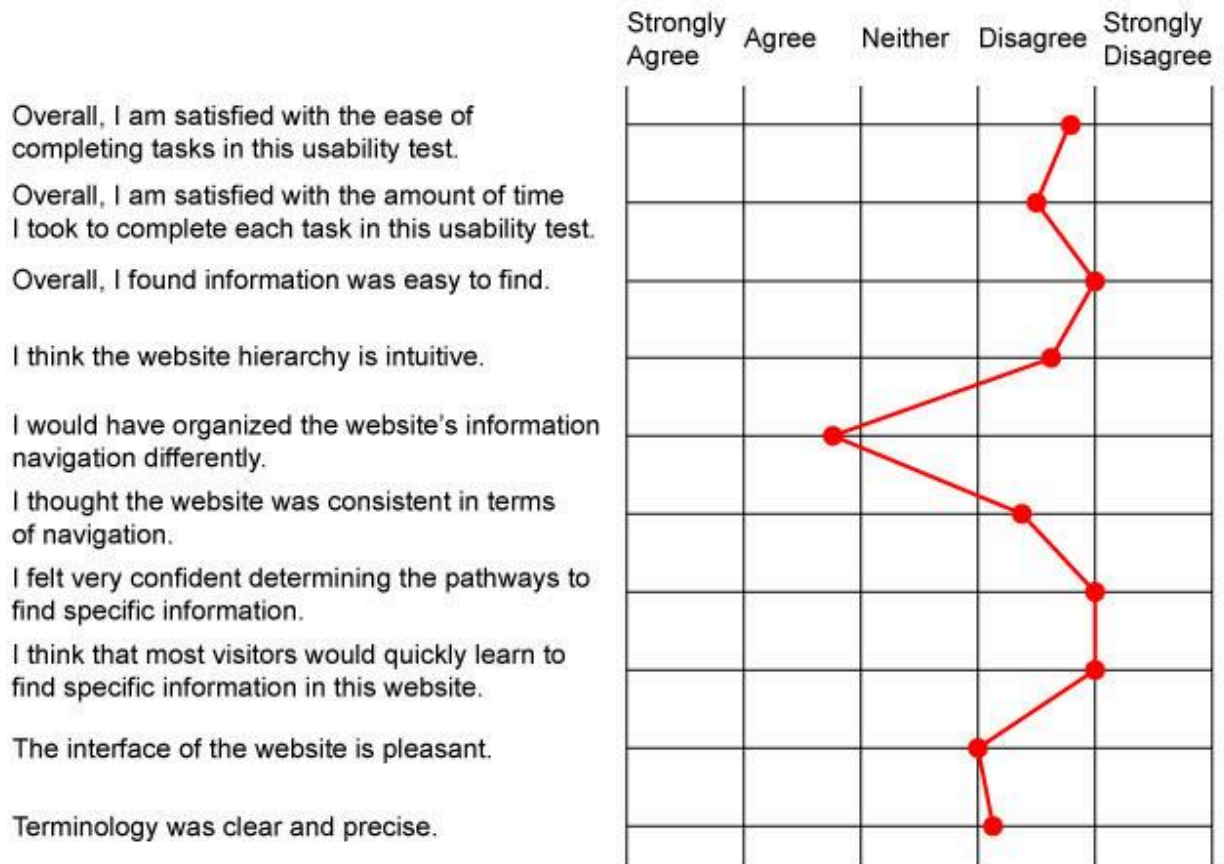 Strongly Agree
Agree
Neither
Disagree
Strongly Disagree
Overall, I am satisfied with the ease of
completing tasks in this usability test.
Overall, I am satisfied with the amount of time
I took to complete each task in this usability test.
Overall, I found information was easy to find.
I think the website hierarchy is intuitive.
I would have organized the website’s information
navigation differently.
I thought the website was consistent in terms
of navigation.
I felt very confident determining the pathways to
find specific information.
I think that most visitors would quickly learn to
find specific information in this website.
The interface of the website is pleasant.
Terminology was clear and precise.